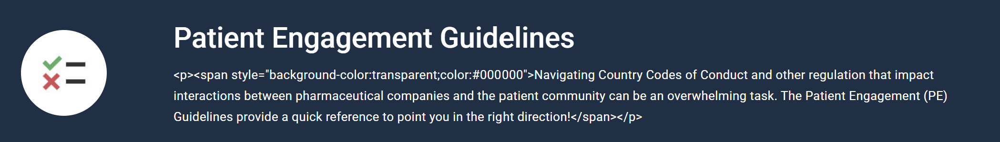 Patient Engagement Guidelines
<p><span style="background-color:transparent;color:#000000">Navigating Country Codes of Conduct and other regulation that impact
interactions between pharmaceutical companies and the patient community can be an overwhelming task. The Patient Engagement (PE)
Guidelines provide a quick reference to point you in the right direction!</span></p>